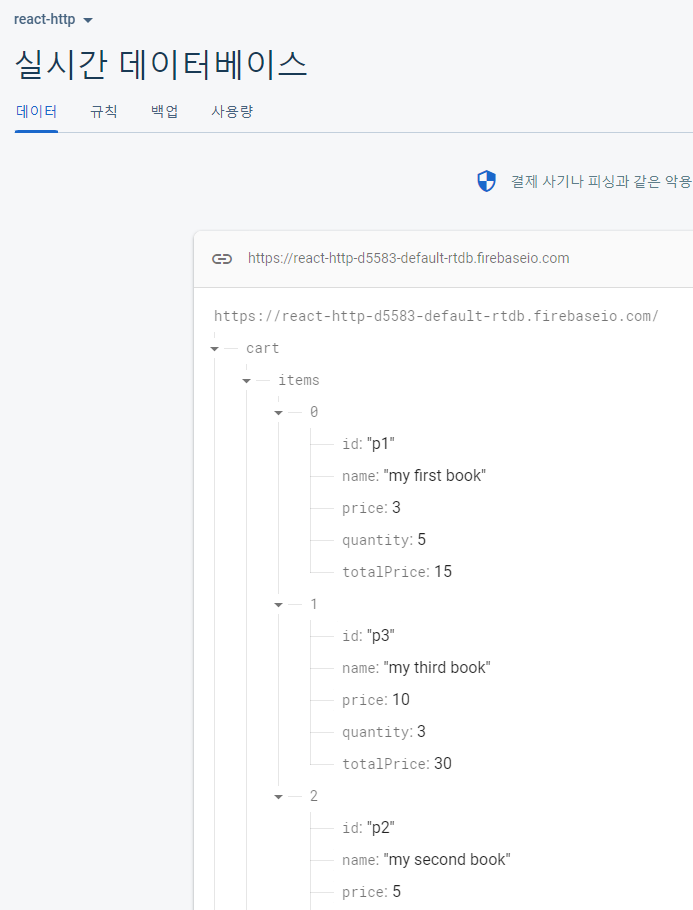 react-http
실시간 데이터베이스
데이터 규칙 백업 사용량
결제 사기나 피싱과 같은 악용
https://react-http-d5583-default-rtdb.firebaseio.com
https://react-http-d5583-default-rtdb.firebaseio.com/
cart
items
0
id: "p1"
name: "my first book"
price: 3
quantity: 5
totalPrice: 15
1
id: "p3"
name: "my third book"
price: 10
quantity: 3
totalPrice: 30
2
id: "p2"
name: "my second book"
price: 5